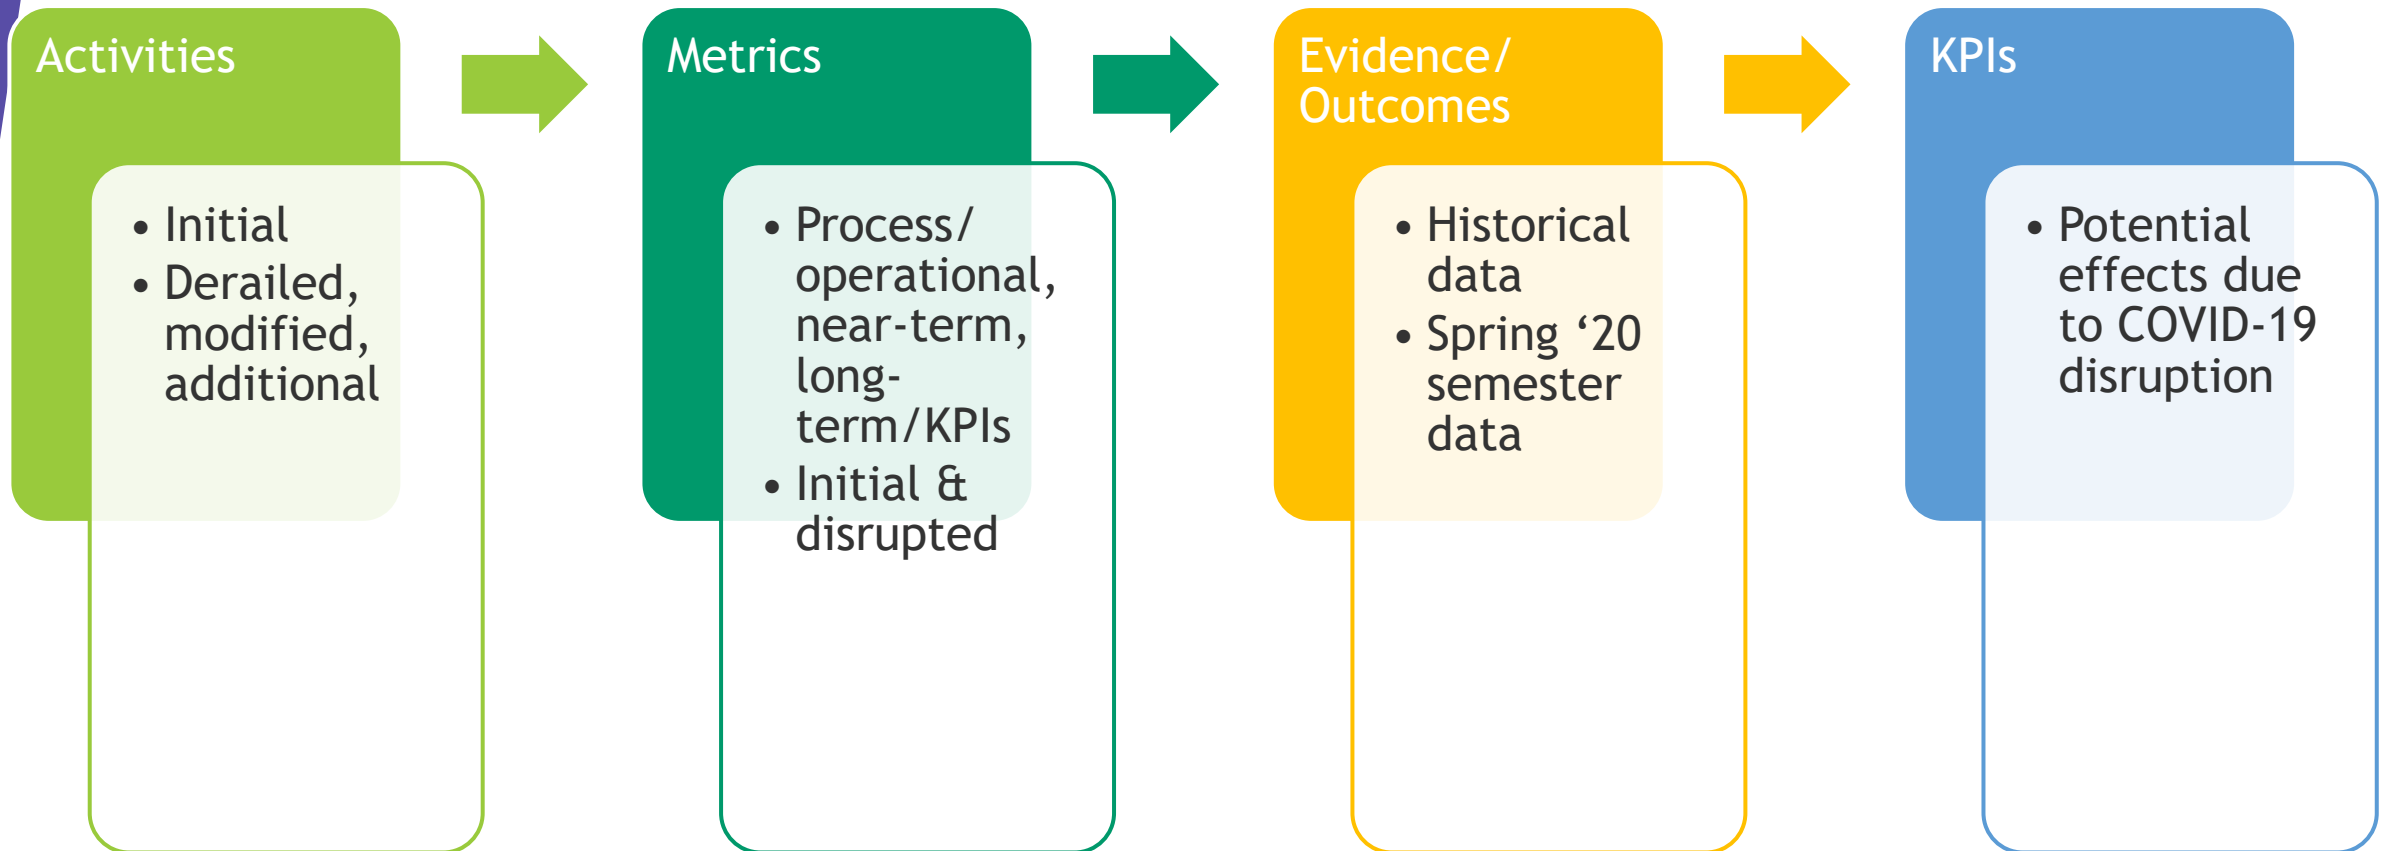 Activities
• Initial
• Derailed,
modified,
additional
Metrics
• Process/
operational,
near-term,
long-
term/KPIs
• Initial &
disrupted
Evidence/
Outcomes
• Historical
data
• Spring ‘20
semester
data
KPIs
• Potential
effects due
to COVID-19
disruption